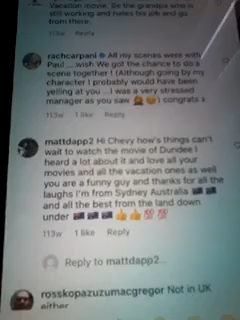 Vacation movie. Be the grandpa who is
still working and hates his job and go
from there.
113w Reply
rachcarpani All my scenes were with
Paul ... wish We got the chance to do a
scene together ! (Although going by my
character I probably would have been
yelling at you ...I was a very stressed
manager as you saw 🤦😁) congrats x
113w 1 like Reply
mattdapp2 Hi Chevy how's things can't
wait to watch the movie of Dundee I
heard a lot about it and love all your
movies and all the vacation ones as well
you are a funny guy and thanks for all the
laughs I'm from Sydney Australia 🇦🇺 🇦🇺
and all the best from the land down
under 🇦🇺 🇦🇺 🇦🇺 👍👍💯💯
113w 1 like Reply
Reply to mattdapp2...
rosskopazuzumacgregor Not in UK
either